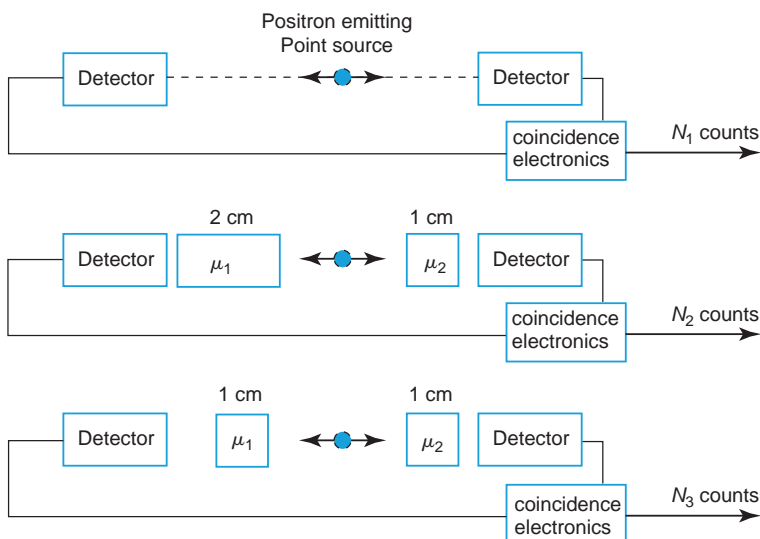 Positron emitting
Point source
Detector
Detector
coincidence
electronics
N₁ counts
2 cm
1 cm
Detector
μ₁
μ₂
Detector
coincidence
electronics
N₂ counts
1 cm
1 cm
Detector
μ₁
μ₂
Detector
coincidence
electronics
N₃ counts